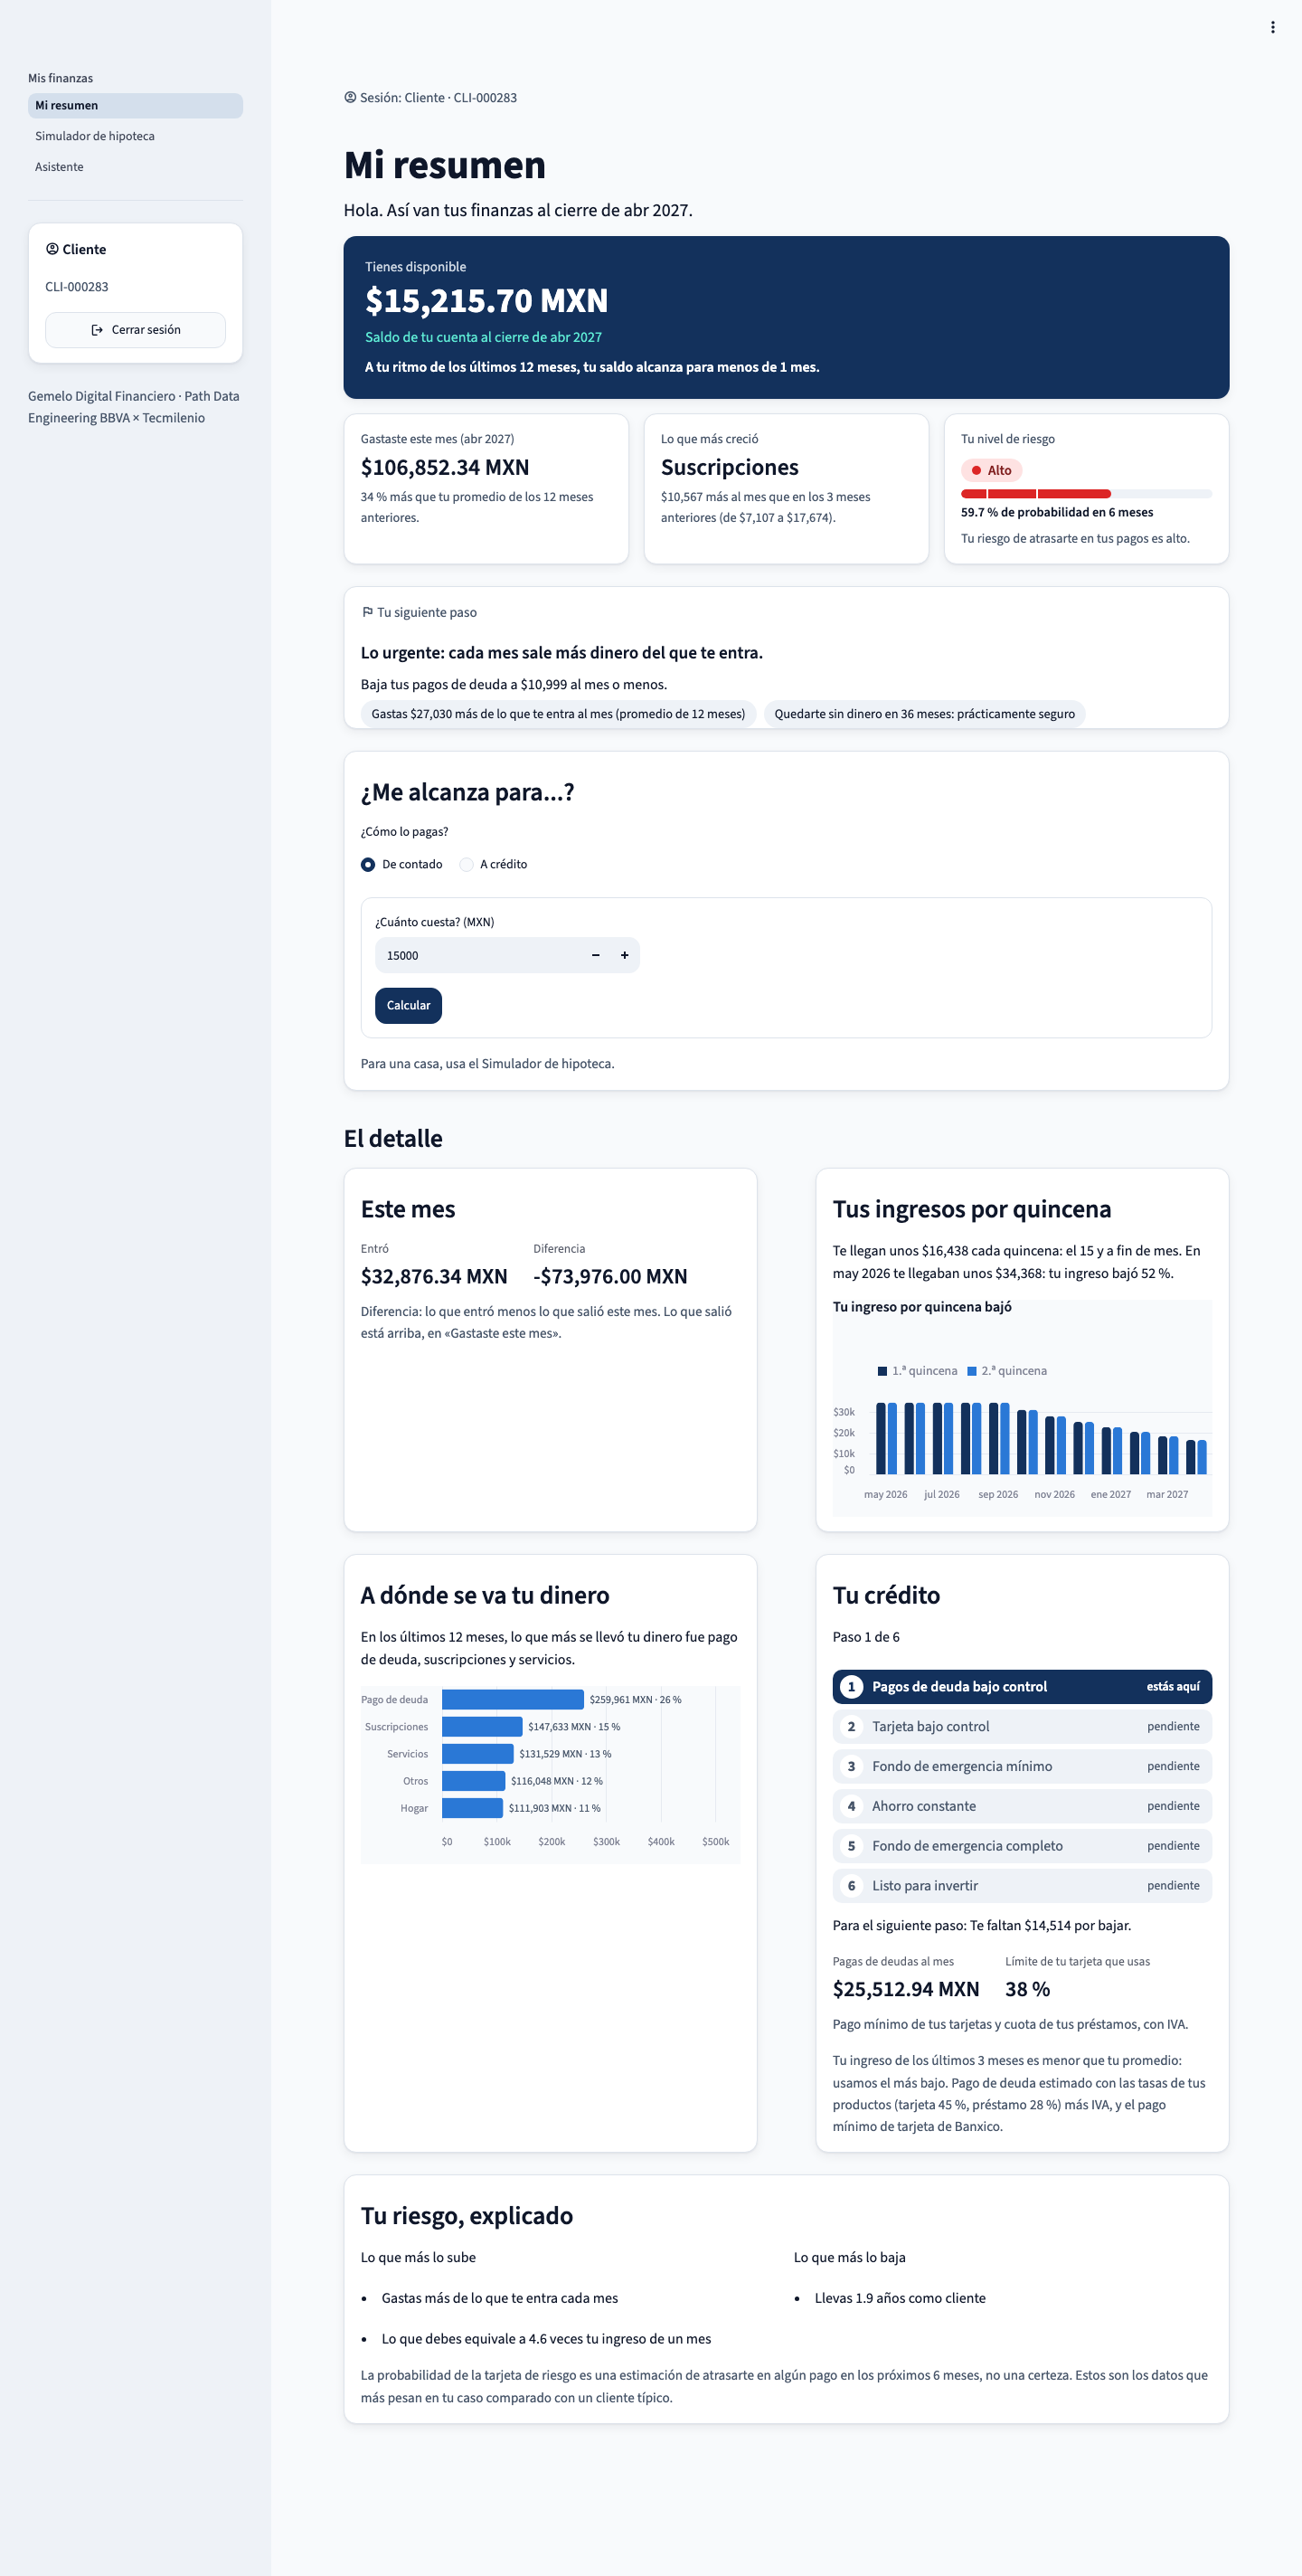 Mis finanzas
Mi resumen
Simulador de hipoteca
Asistente
Cliente
CLI-000283
Cerrar sesión
Gemelo Digital Financiero · Path Data
Engineering BBVA × Tecmilenio
Sesión: Cliente · CLI-000283
Mi resumen
Hola. Así van tus finanzas al cierre de abr 2027.
Tienes disponible
$15,215.70 MXN
Saldo de tu cuenta al cierre de abr 2027
A tu ritmo de los últimos 12 meses, tu saldo alcanza para menos de 1 mes.
Gastaste este mes (abr 2027)
$106,852.34 MXN
34 % más que tu promedio de los 12 meses
anteriores.
Lo que más creció
Suscripciones
$10,567 más al mes que en los 3 meses
anteriores (de $7,107 a $17,674).
Tu nivel de riesgo
Alto
59.7 % de probabilidad en 6 meses
Tu riesgo de atrasarte en tus pagos es alto.
Tu siguiente paso
Lo urgente: cada mes sale más dinero del que te entra.
Baja tus pagos de deuda a $10,999 al mes o menos.
Gastas $27,030 más de lo que te entra al mes (promedio de 12 meses)
Quedarte sin dinero en 36 meses: prácticamente seguro
¿Me alcanza para...?
¿Cómo lo pagas?
De contado
A crédito
¿Cuánto cuesta? (MXN)
15000
− +
Calcular
Para una casa, usa el Simulador de hipoteca.
El detalle
Este mes
Entró
$32,876.34 MXN
Diferencia
-$73,976.00 MXN
Diferencia: lo que entró menos lo que salió este mes. Lo que salió
está arriba, en «Gastaste este mes».
Tus ingresos por quincena
Te llegan unos $16,438 cada quincena: el 15 y a fin de mes. En
may 2026 te llegaban unos $34,368: tu ingreso bajó 52 %.
Tu ingreso por quincena bajó
1.ª quincena
2.ª quincena
$30k
$20k
$10k
$0
may 2026
jul 2026
sep 2026
nov 2026
ene 2027
mar 2027
A dónde se va tu dinero
En los últimos 12 meses, lo que más se llevó tu dinero fue pago
de deuda, suscripciones y servicios.
Pago de deuda
$259,961 MXN · 26 %
Suscripciones
$147,633 MXN · 15 %
Servicios
$131,529 MXN · 13 %
Otros
$116,048 MXN · 12 %
Hogar
$111,903 MXN · 11 %
$0
$100k
$200k
$300k
$400k
$500k
Tu crédito
Paso 1 de 6
1 Pagos de deuda bajo control estás aquí
2 Tarjeta bajo control pendiente
3 Fondo de emergencia mínimo pendiente
4 Ahorro constante pendiente
5 Fondo de emergencia completo pendiente
6 Listo para invertir pendiente
Para el siguiente paso: Te faltan $14,514 por bajar.
Pagas de deudas al mes
$25,512.94 MXN
Límite de tu tarjeta que usas
38 %
Pago mínimo de tus tarjetas y cuota de tus préstamos, con IVA.
Tu ingreso de los últimos 3 meses es menor que tu promedio:
usamos el más bajo. Pago de deuda estimado con las tasas de tus
productos (tarjeta 45 %, préstamo 28 %) más IVA, y el pago
mínimo de tarjeta de Banxico.
Tu riesgo, explicado
Lo que más lo sube
• Gastas más de lo que te entra cada mes
• Lo que debes equivale a 4.6 veces tu ingreso de un mes
Lo que más lo baja
• Llevas 1.9 años como cliente
La probabilidad de la tarjeta de riesgo es una estimación de atrasarte en algún pago en los próximos 6 meses, no una certeza. Estos son los datos que
más pesan en tu caso comparado con un cliente típico.